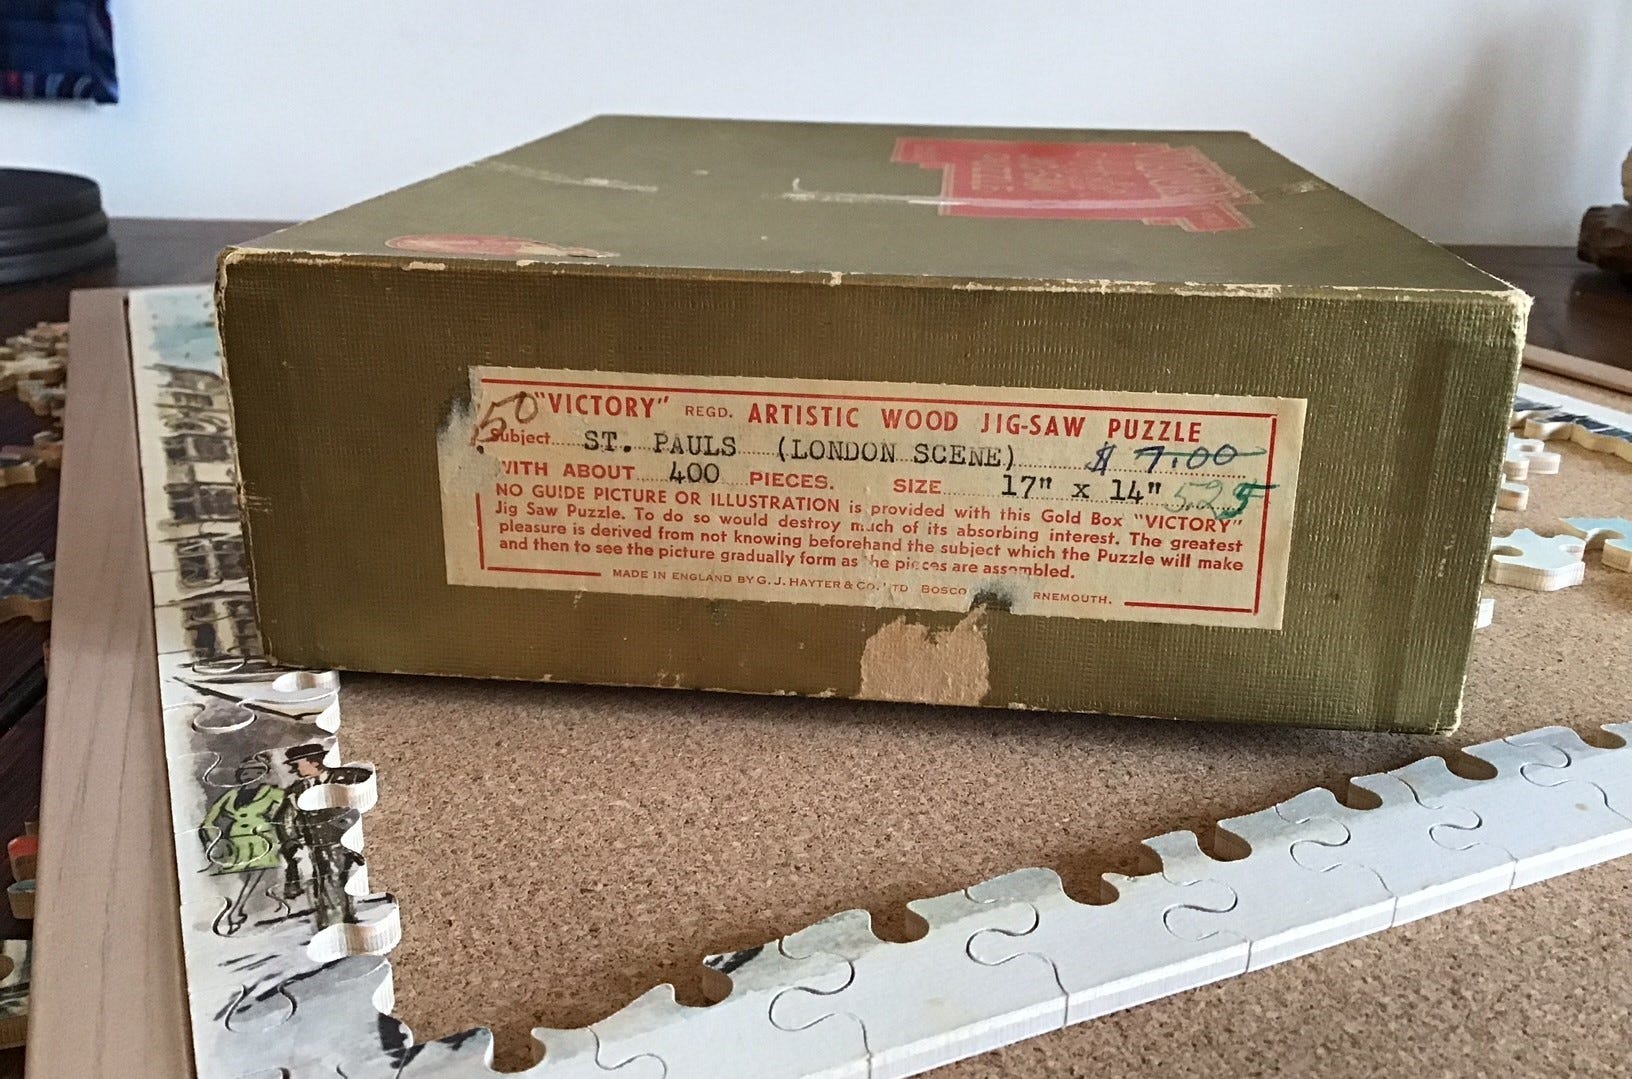 50
"VICTORY" REGD. ARTISTIC WOOD JIG-SAW PUZZLE
Subject ST. PAULS (LONDON SCENE) $ 7.00
WITH ABOUT 400 PIECES. SIZE 17" x 14" 5.25
NO GUIDE PICTURE OR ILLUSTRATION is provided with this Gold Box "VICTORY"
Jig Saw Puzzle. To do so would destroy much of its absorbing interest. The greatest
pleasure is derived from not knowing beforehand the subject which the Puzzle will make
and then to see the picture gradually form as the pieces are assembled.
MADE IN ENGLAND BY G. J. HAYTER & CO. LTD BOSCO RNEMOUTH.